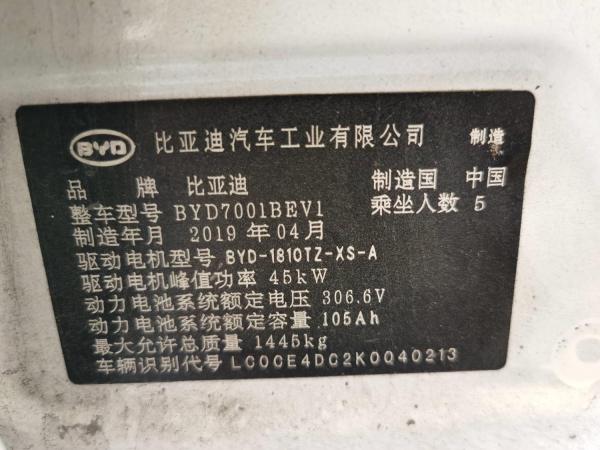 BYD 比亚迪汽车工业有限公司 制造
品 牌 比亚迪 制造国 中国
整车型号 BYD7001BEV1 乘坐人数 5
制造年月 2019 年 04 月
驱动电机型号 BYD-1810TZ-XS-A
驱动电机峰值功率 45kW
动力电池系统额定电压 306.6V
动力电池系统额定容量 105Ah
最大允许总质量 1445kg
车辆识别代号 LC0CE4DC2K0040213